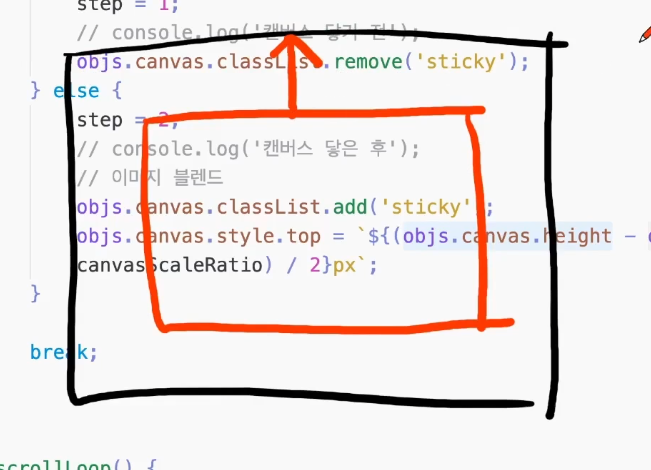 step = 1;
// console.log('캔버스 닿기 전');
objs.canvas.classList.remove('sticky');
} else {
step = 2;
// console.log('캔버스 닿은 후');
// 이미지 블렌드
objs.canvas.classList.add('sticky';
objs.canvas.style.top = `${(objs.canvas.height -
canvasScaleRatio) / 2}px`;
}
break;
scrollLoop() {